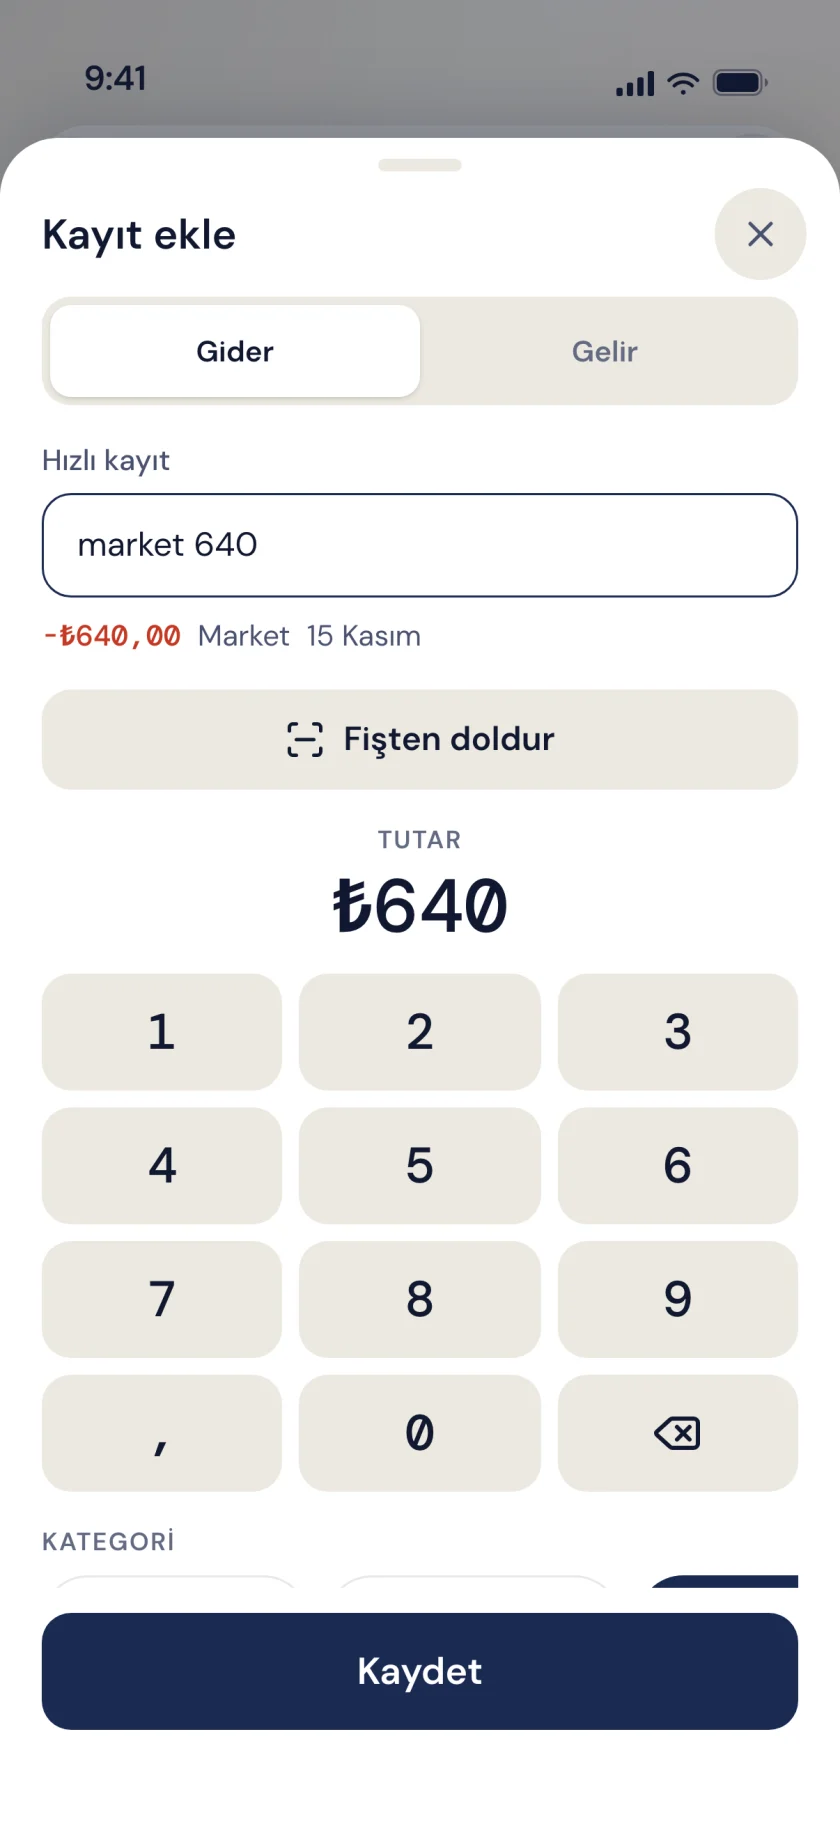 9:41
Kayıt ekle
Gider Gelir
Hızlı kayıt
market 640
-₺640,00 Market 15 Kasım
Fişten doldur
TUTAR
₺640
1 2 3
4 5 6
7 8 9
, 0
KATEGORİ
Kaydet